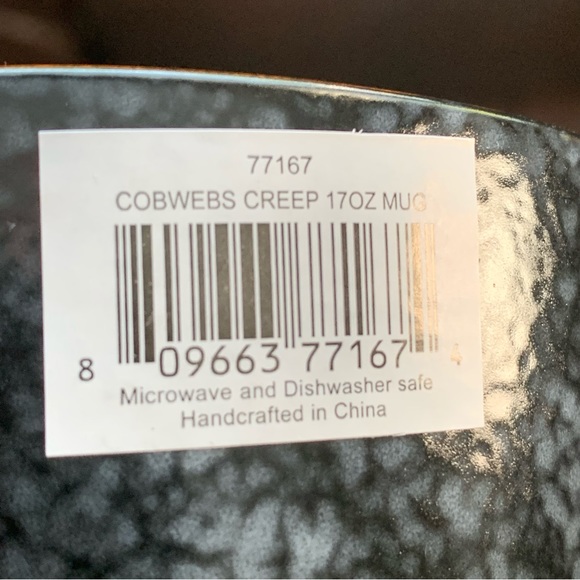 77167
COBWEBS CREEP 17OZ MUG
8 09663 77167 4
Microwave and Dishwasher safe
Handcrafted in China